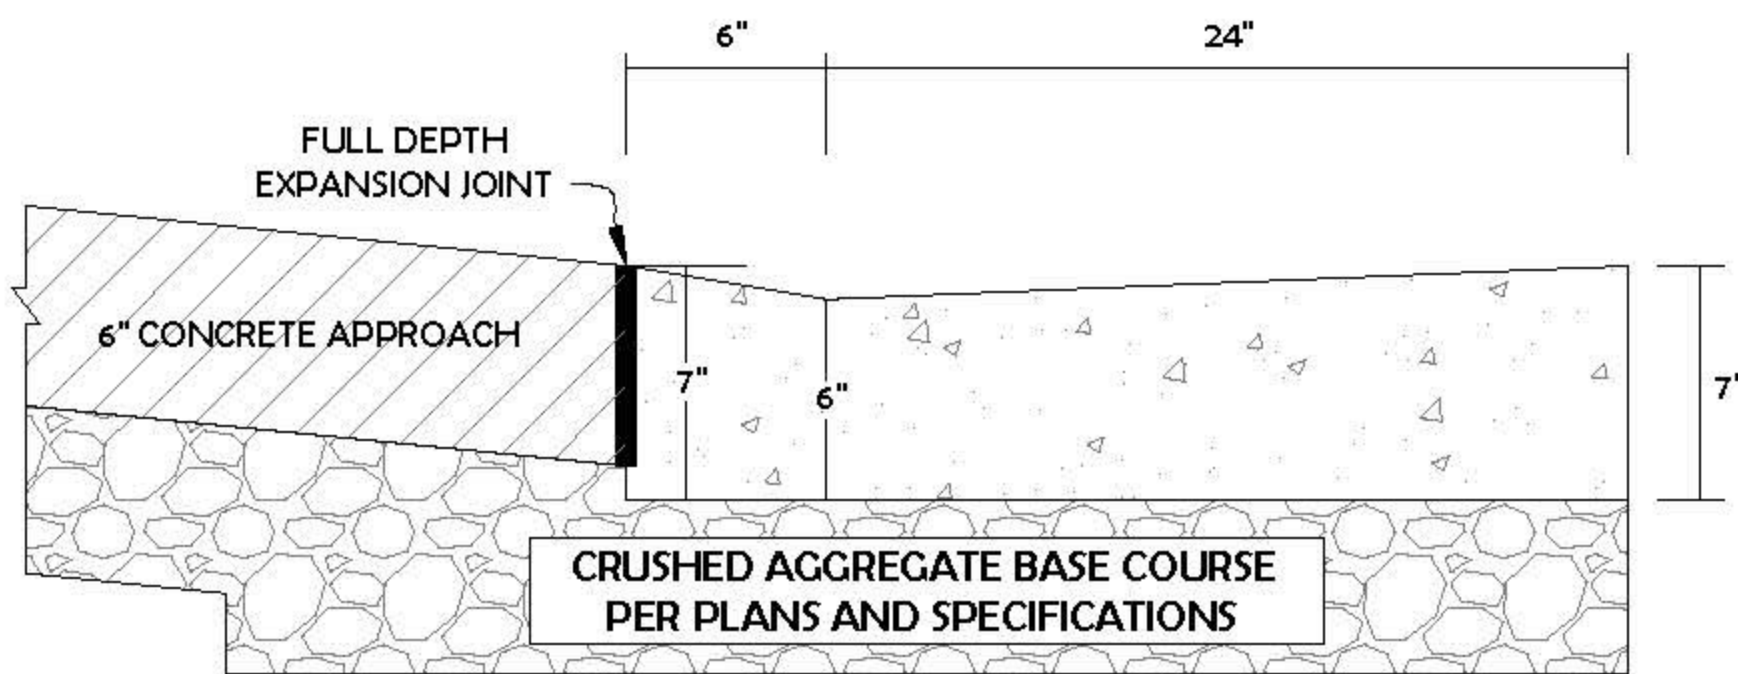 6" 24"
FULL DEPTH
EXPANSION JOINT
6" CONCRETE APPROACH
7" 6" 7"
CRUSHED AGGREGATE BASE COURSE
PER PLANS AND SPECIFICATIONS